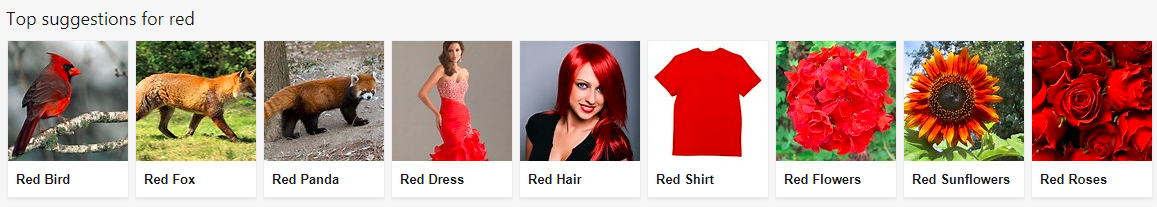 Top suggestions for red
Red Bird
Red Fox
Red Panda
Red Dress
Red Hair
Red Shirt
Red Flowers
Red Sunflowers
Red Roses